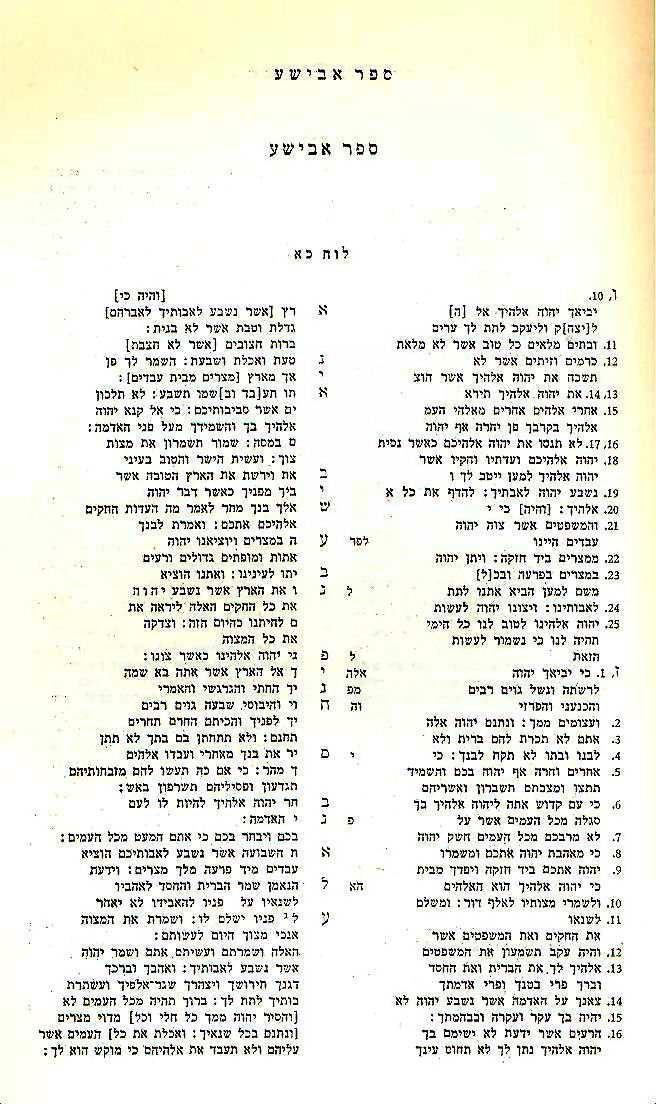 ספר אבישע
ספר אבישע
לוח כא
ו, 10. [והיה כי]
יביאך יהוה אלהיך אל [ה] א רץ [אשר נשבע לאבותיך לאברהם]
ל[יצח]ק וליעקב לתת לך ערים גדלת וטבת אשר לא בנית:
11. ובתים מלאים כל טוב אשר לא מלאת ברות חצובים [אשר לא חצבת]
12. כרמים וזיתים אשר לא נ טעת ואכלת ושבעת: השמר לך פן
תשכה את יהוה אלהיך אשר הוצ י אך מארץ [מצרים מבית עבדים]:
13, 14. את יהוה אלהיך תירא א תו תע[בד וב]שמו תשבע: לא תלכון
15. אחרי אלהים אחרים מאלהי העמ ים אשר סביבותיכם: כי אל קנא יהוה
אלהיך בקרבך פן יחרה אף יהוה אלהיך בך והשמידך מעל פני האדמה:
16, 17. לא תנסו את יהוה אלהיכם כאשר נסית ם במסה: שמור תשמרון את מצות
18. יהוה אלהיכם ועדתיו והקיו אשר צוך: ועשית הישר והטוב בעיני
יהוה אלהיך למען ייטב לך ו ב את וירשת את הארץ הטובה אשר
19. נשבע יהוה לאבתיך: להדף את כל א י ביך מפניך כאשר דבר יהוה
20. אלהיך: [והיה] כי י ש אלך בנך מחר לאמר מה העדות החקים
21. והמשפטים אשר צוה יהוה אלהיכם אתכם: ואמרת לבנך
עבדים היינו לפר ע ה במצרים ויוציאנו יהוה
22. ממצרים ביד חזקה: ויתן יהוה אתות ומופתים גדולים ורעים
23. במצרים בפרעה ובכ[ל] ב יתו לעינינו: ואתנו הוציא
משם למען הביא אתנו לתת ל נ ו את הארץ אשר נשבע יהוה
24. לאבותינו: ויצונו יהוה לעשות את כל החקים האלה ליראה את
25. יהוה אלהינו לטוב לנו כל הימי ם לחיתנו כהיום הזה: וצדקה
תהיה לנו כי נשמור לעשות את כל המצוה
הזאת ל פ ני יהוה אלהינו כאשר צונו:
ז, 1. כי יביאך יהוה אלה י ך אל הארץ אשר אתה בא שמה
לרשתה ונשל גוים רבים מפ נ יך החתי והגרגשי והאמרי
והכנעני והפרזי וה ח וי והיבוסי שבעה גוים רבים
2. ועצומים ממך: ונתנם יהוה אלה יך לפניך והכיתם החרם תחרים
3. אתם לא תכרת להם ברית ולא תחנם: ולא תתחתן בם בתך לא תתן
4. לבנו ובתו לא תקח לבנך: כי י ס יר את בנך מאחרי ועבדו אלהים
5. אחרים וחרה אף יהוה בכם והשמיד ך מהר: כי אם כה תעשו להם מזבחותיהם
תתצו ומצבתם תשברון ואשריהם תגדעון ופסיליהם תשרפון באש:
6. כי עם קדוש אתה ליהוה אלהיך בך ב חר יהוה אלהיך להיות לו לעם
סגלה מכל העמים אשר על פ נ י האדמה:
7. לא מרבכם מכל העמים חשק יהוה בכם ויבחר בכם כי אתם המעט מכל העמים:
8. כי מאהבת יהוה אתכם ומשמרו א ת השבועה אשר נשבע לאבותיכם הוציא
9. יהוה אתכם ביד חזקה ויפדך מבית עבדים מיד פרעה מלך מצרים: וידעת
כי יהוה אלהיך הוא האלהים הא ל הנאמן שמר הברית והחסד לאהביו
10. ולשמרי מצותיו לאלף דור: ומשלם לשנאיו על פניו להאבידו לא יאחר
11. לשנאו ע ל פניו ישלם לו: ושמרת את המצוה
את החקים ואת המשפטים אשר אנכי מצוך היום לעשותם:
12. והיה עקב תשמעון את המשפטים האלה ושמרתם ועשיתם אתם ושמר יהוה
13. אלהיך לך את הברית ואת החסד אשר נשבע לאבותיך: ואהבך וברכך
וברך פרי בטנך ופרי אדמתך דגנך תירושך ויצהרך שגר אלפיך ועשתרת
14. צאנך על האדמה אשר נשבע יהוה לא בותיך לתת לך: ברוך תהיה מכל העמים לא
15. יהיה בך עקר ועקרה ובבהמתך: [והסיר יהוה ממך כל חלי וכל] מדוי מצרים
16. הרעים אשר ידעת לא ישימם בך [ונתנם בכל שנאיך: ואכלת את כל] העמים אשר
יהוה אלהיך נתן לך לא תחוס עינך עליהם ולא תעבד את אלהיהם כי מוקש הוא לך: